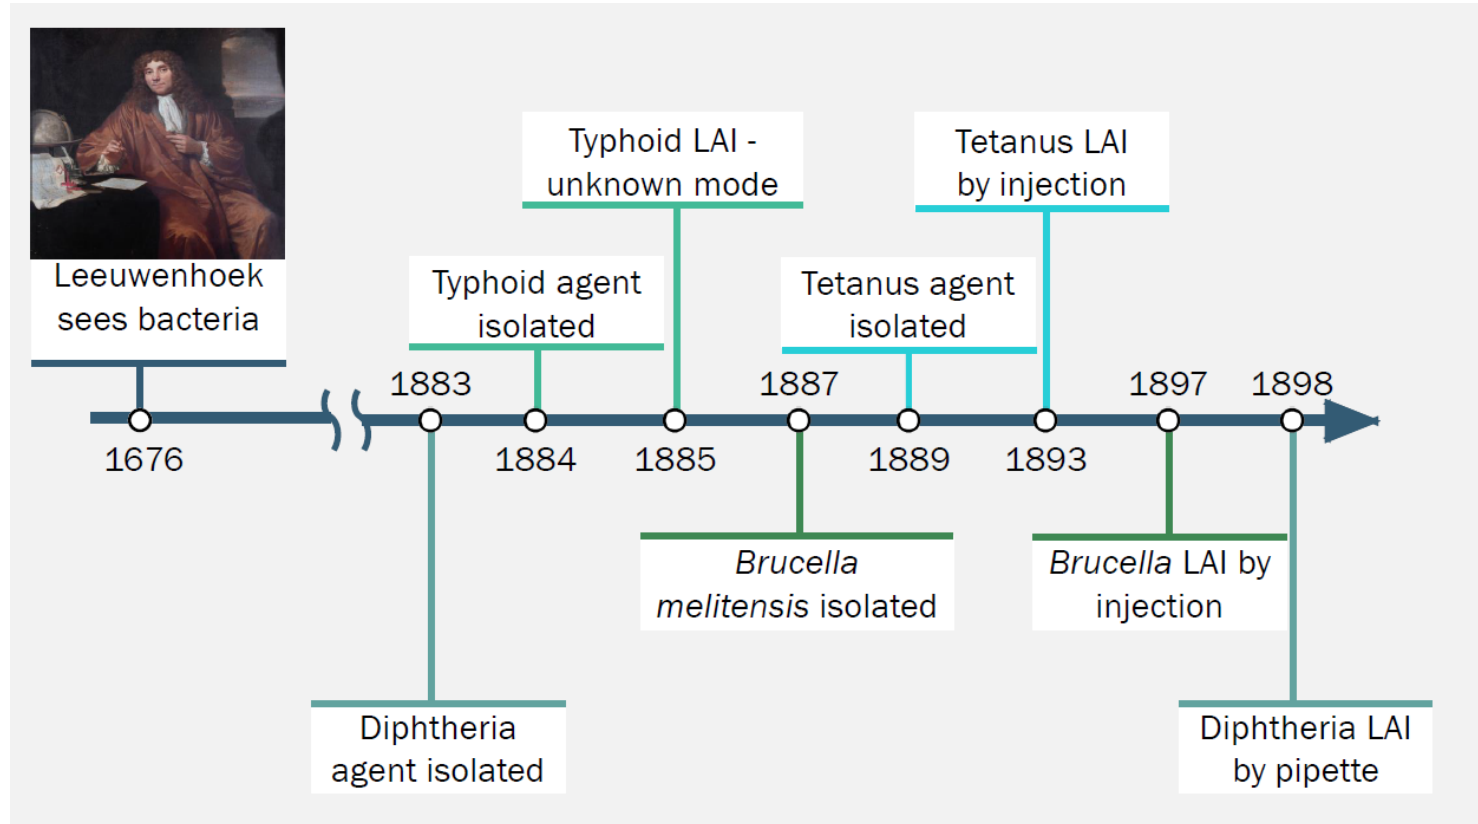 Leeuwenhoek
sees bacteria
1676
1883
Diphtheria
agent isolated
Typhoid agent
isolated
1884
Typhoid LAI -
unknown mode
1885
1887
Brucella
melitensis isolated
Tetanus agent
isolated
1889
Tetanus LAI
by injection
1893
1897
Brucella LAI by
injection
1898
Diphtheria LAI
by pipette